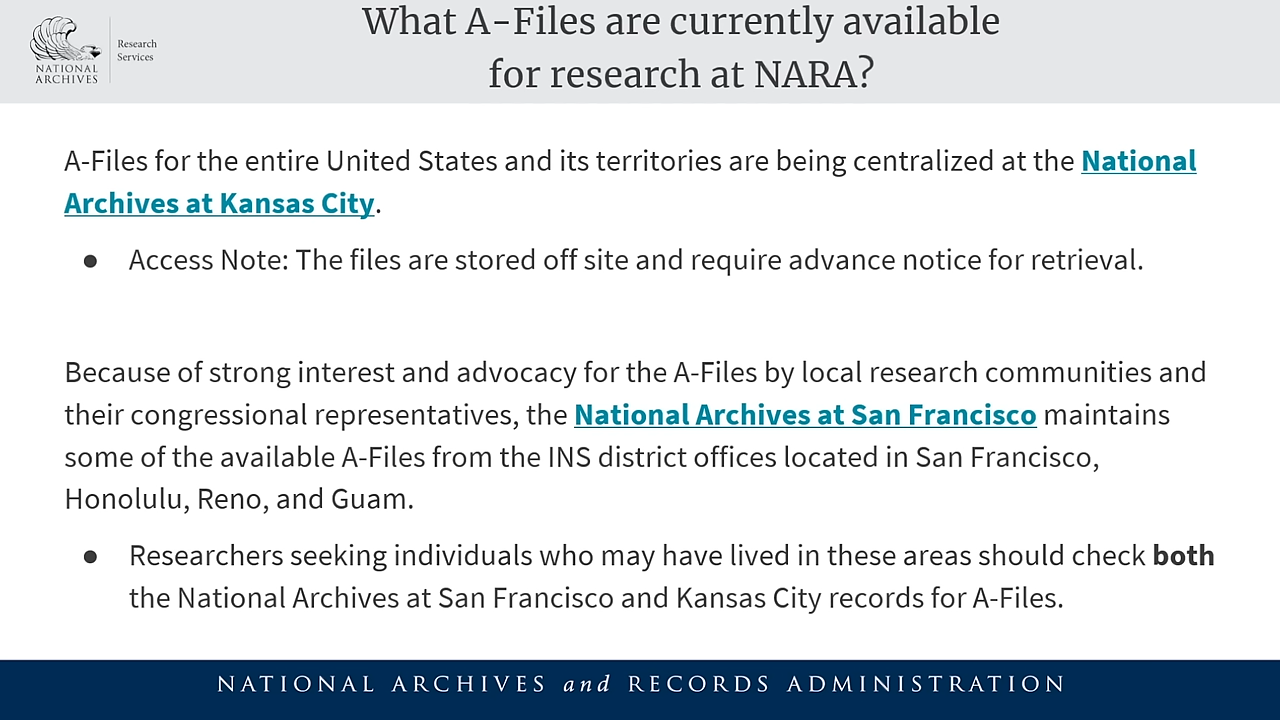 What A-Files are currently available
for research at NARA?
NATIONAL
ARCHIVES
Research
Services
A-Files for the entire United States and its territories are being centralized at the National
Archives at Kansas City.
● Access Note: The files are stored off site and require advance notice for retrieval.
Because of strong interest and advocacy for the A-Files by local research communities and
their congressional representatives, the National Archives at San Francisco maintains
some of the available A-Files from the INS district offices located in San Francisco,
Honolulu, Reno, and Guam.
● Researchers seeking individuals who may have lived in these areas should check both
the National Archives at San Francisco and Kansas City records for A-Files.
NATIONAL ARCHIVES and RECORDS ADMINISTRATION